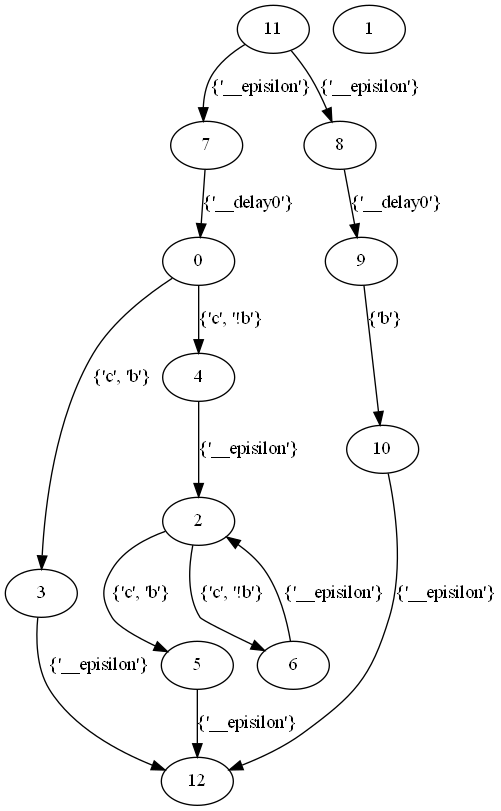 11 1
{'__episilon'} {'__episilon'}
7 8
{'__delay0'} {'__delay0'}
0 9
{'c', '!b'} {'b'}
{'c', 'b'}
4
10
{'__episilon'}
2
{'c', 'b'} {'c', '!b'} {'__episilon'} {'__episilon'}
3
5 6
{'__episilon'}
{'__episilon'}
12